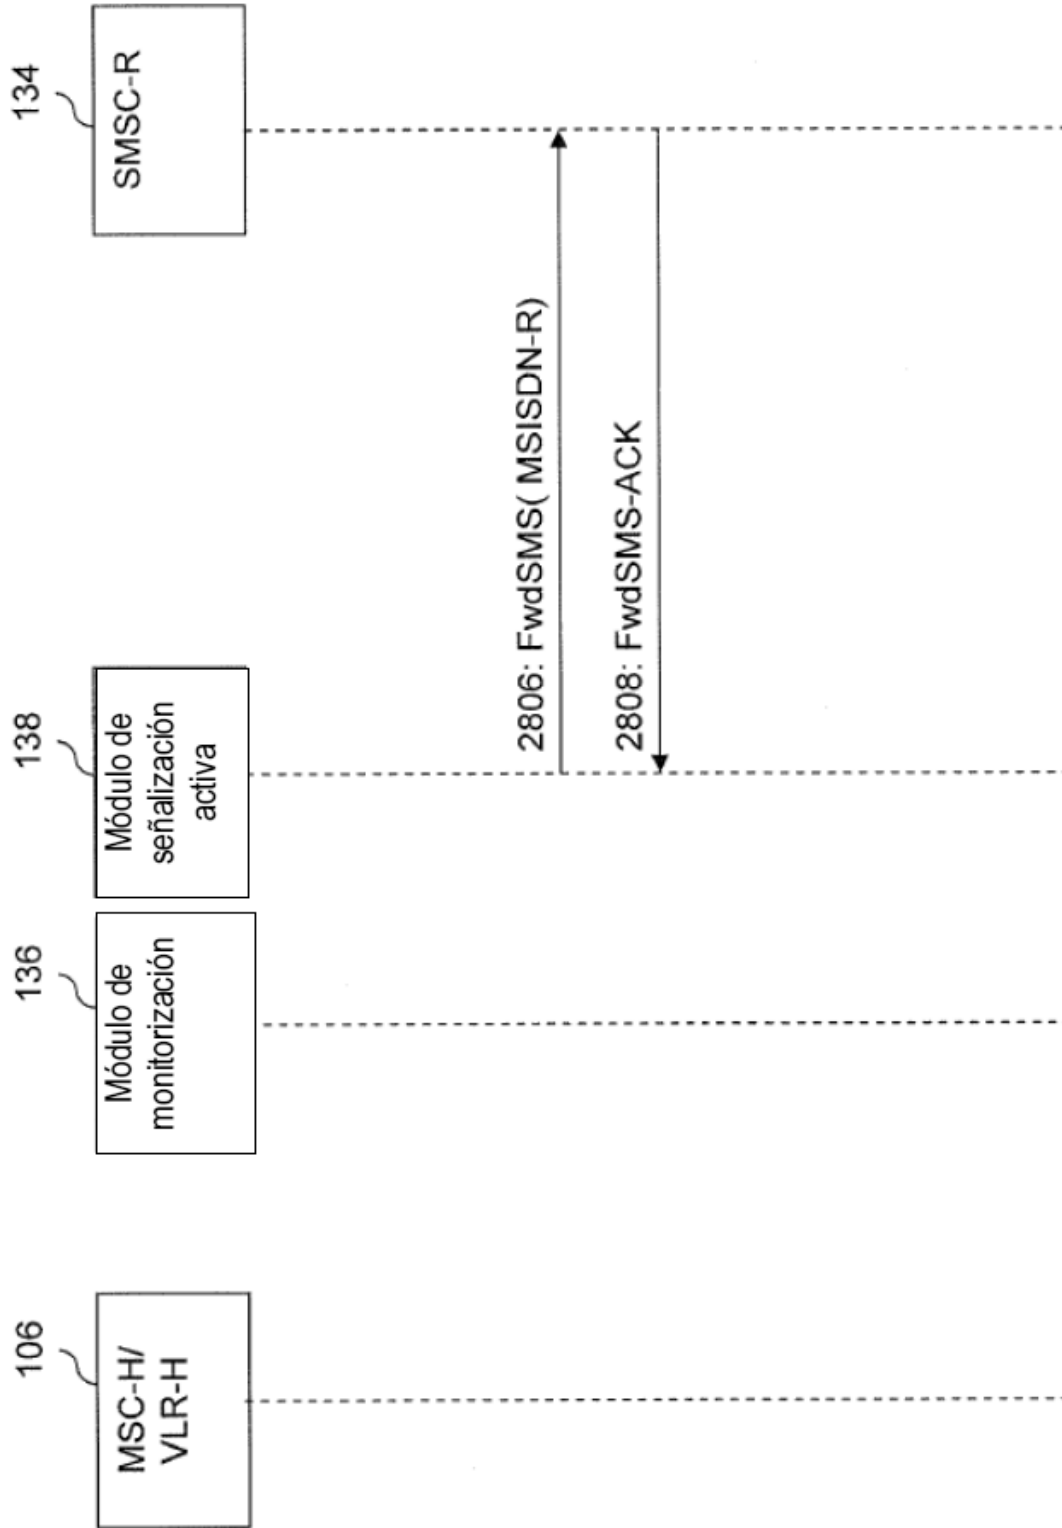 106
MSC-H/
VLR-H
136
Módulo de
monitorización
138
Módulo de
señalización
activa
134
SMSC-R
2806: FwdSMS( MSISDN-R)
2808: FwdSMS-ACK